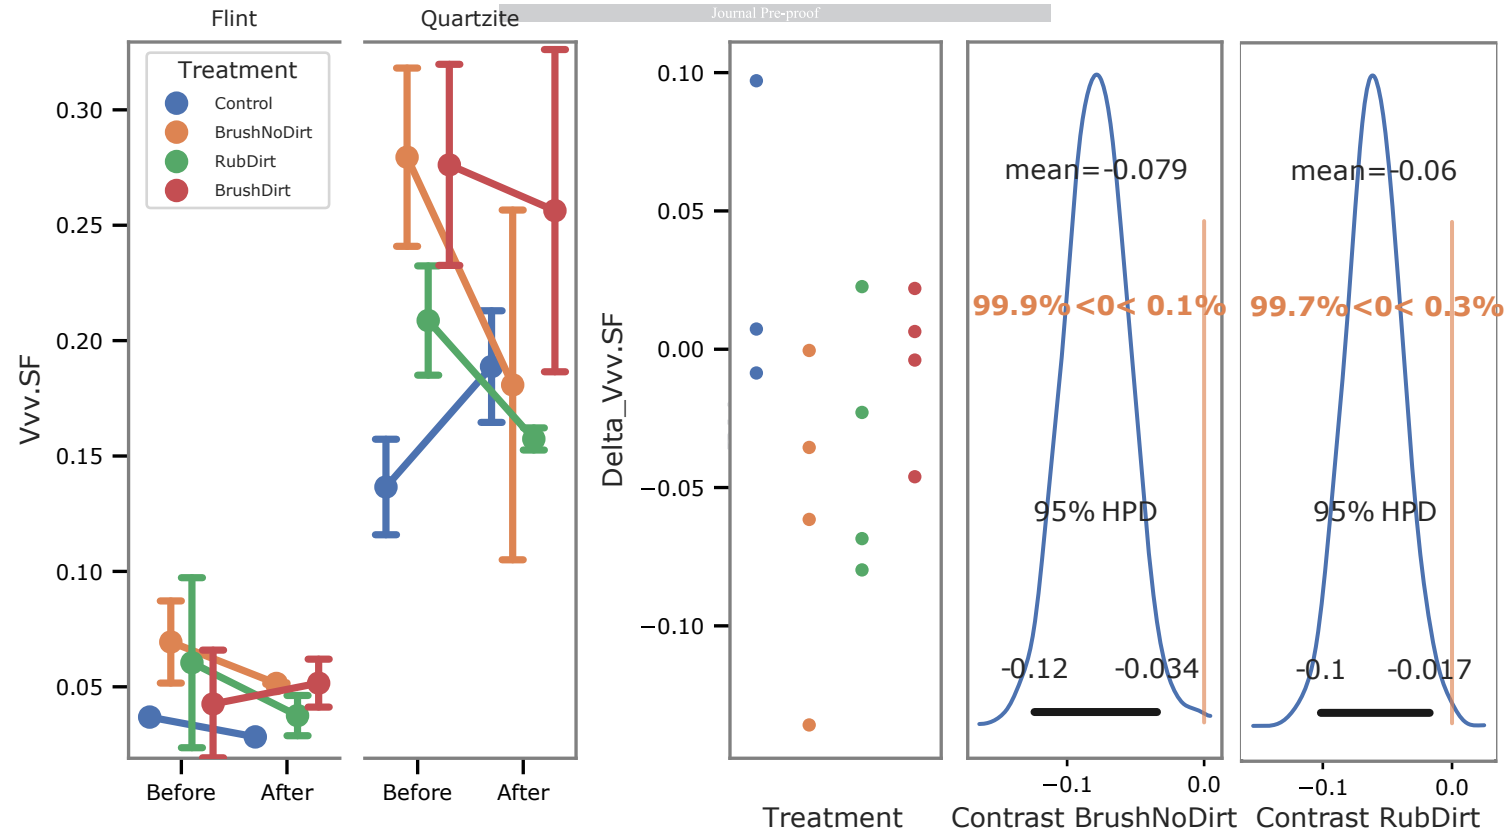 Journal Pre-proof
Flint
Quartzite
Treatment
Control
BrushNoDirt
RubDirt
BrushDirt
Vvv.SF
0.30
0.25
0.20
0.15
0.10
0.05
Before
After
Before
After
Delta_Vvv.SF
0.10
0.05
0.00
−0.05
−0.10
Treatment
mean=-0.079
99.9% <0< 0.1%
95% HPD
-0.12
-0.034
−0.1
0.0
Contrast BrushNoDirt
mean=-0.06
99.7% <0< 0.3%
95% HPD
-0.1
-0.017
−0.1
0.0
Contrast RubDirt